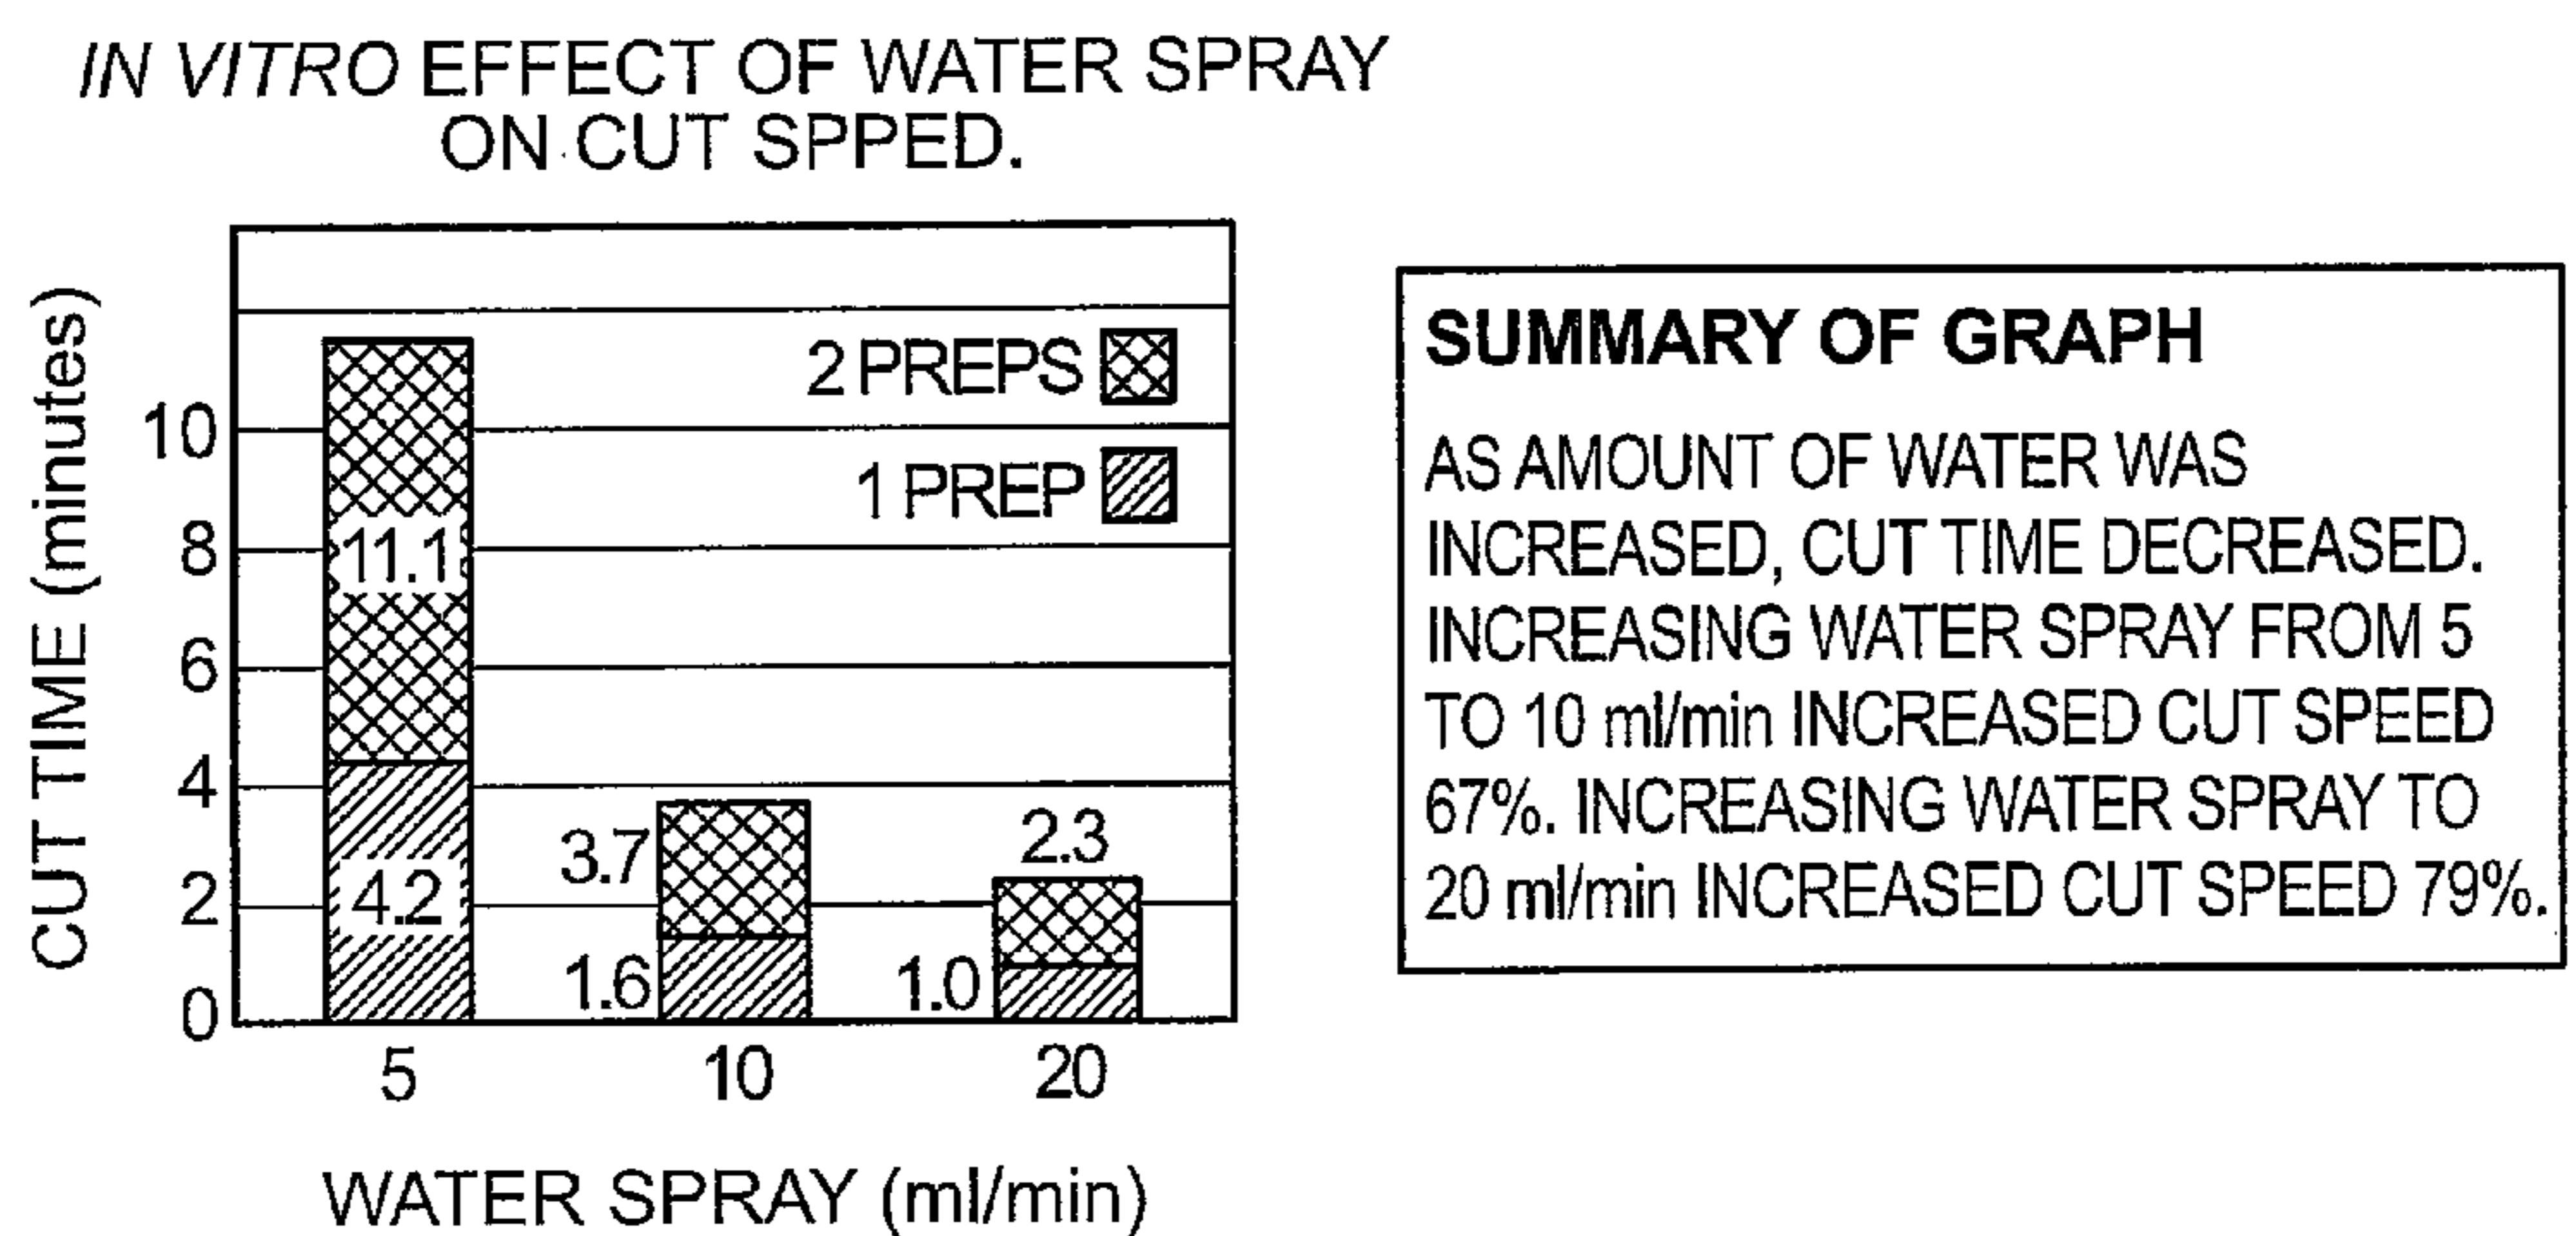 IN VITRO EFFECT OF WATER SPRAY
ON CUT SPPED.
CUT TIME (minutes)
10
8
6
4
2
0
2 PREPS
1 PREP
11.1
4.2
3.7
1.6
2.3
1.0
5
10
20
WATER SPRAY (ml/min)
SUMMARY OF GRAPH
AS AMOUNT OF WATER WAS
INCREASED, CUT TIME DECREASED.
INCREASING WATER SPRAY FROM 5
TO 10 ml/min INCREASED CUT SPEED
67%. INCREASING WATER SPRAY TO
20 ml/min INCREASED CUT SPEED 79%.